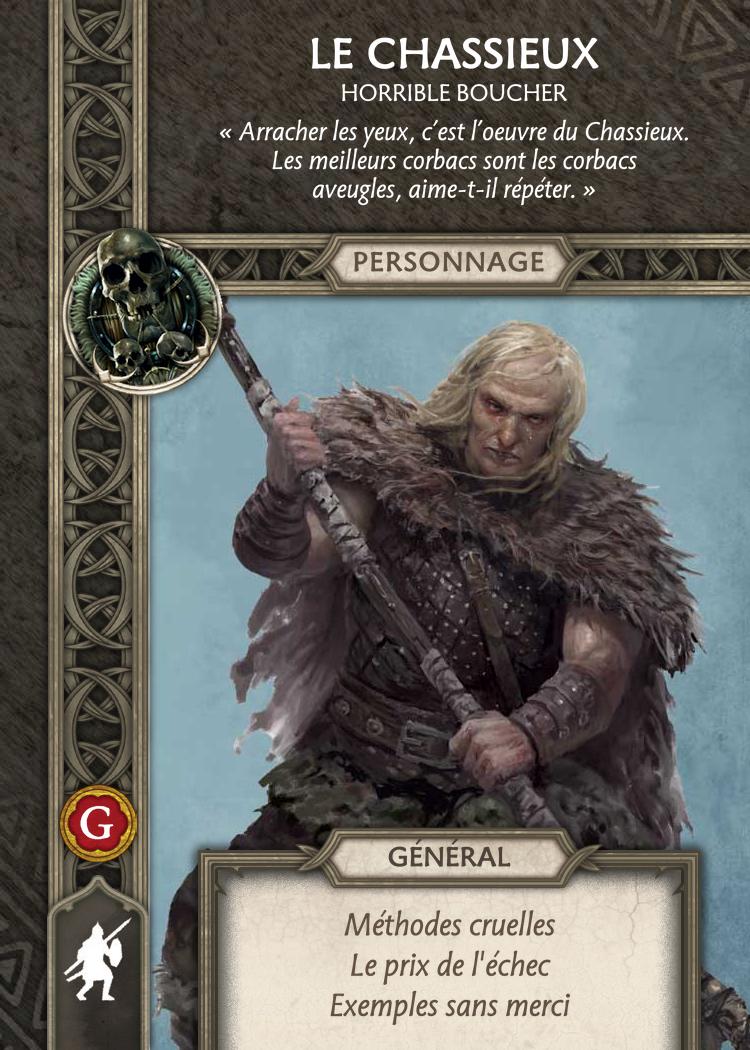 LE CHASSIEUX
HORRIBLE BOUCHER
« Arracher les yeux, c'est l'oeuvre du Chassieux.
Les meilleurs corbacs sont les corbacs
aveugles, aime-t-il répéter. »
PERSONNAGE
G
GÉNÉRAL
Méthodes cruelles
Le prix de l'échec
Exemples sans merci